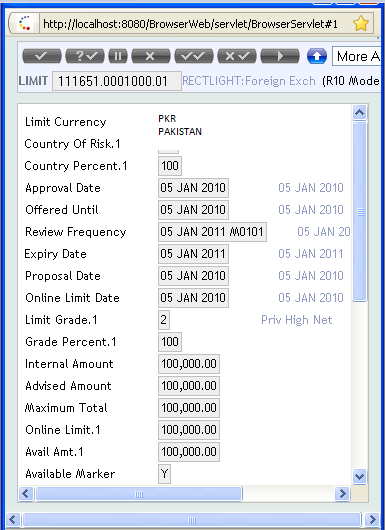 http://localhost:8080/BrowserWeb/servlet/BrowserServlet#1
More A
LIMIT 111651.0001000.01 RECTLIGHT:Foreign Exch (R10 Mode
Limit Currency PKR
PAKISTAN
Country Of Risk.1
Country Percent.1 100
Approval Date 05 JAN 2010 05 JAN 2010
Offered Until 05 JAN 2010 05 JAN 2010
Review Frequency 05 JAN 2011 M0101 05 JAN 20
Expiry Date 05 JAN 2011 05 JAN 2011
Proposal Date 05 JAN 2010 05 JAN 2010
Online Limit Date 05 JAN 2010 05 JAN 2010
Limit Grade.1 2 Priv High Net
Grade Percent.1 100
Internal Amount 100,000.00
Advised Amount 100,000.00
Maximum Total 100,000.00
Online Limit.1 100,000.00
Avail Amt.1 100,000.00
Available Marker Y